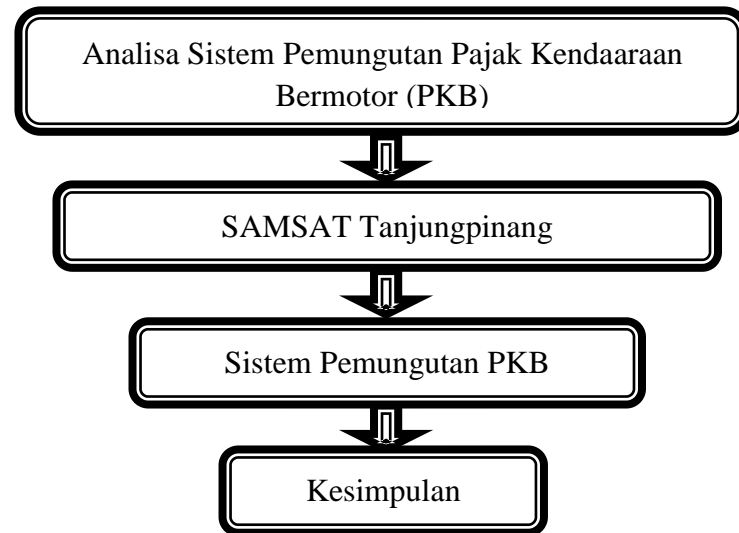 Analisa Sistem Pemungutan Pajak Kendaaraan
Bermotor (PKB)
SAMSAT Tanjungpinang
Sistem Pemungutan PKB
Kesimpulan